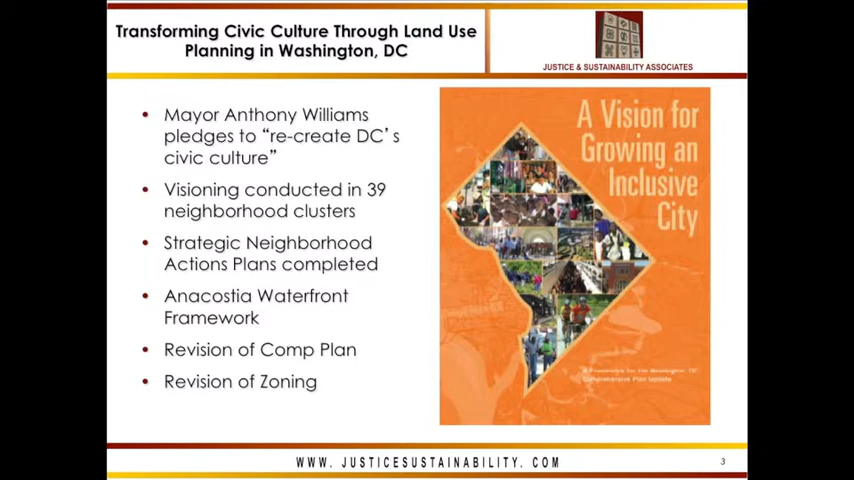 Transforming Civic Culture Through Land Use
Planning in Washington, DC
JUSTICE & SUSTAINABILITY ASSOCIATES
• Mayor Anthony Williams
pledges to “re-create DC’s
civic culture”
• Visioning conducted in 39
neighborhood clusters
• Strategic Neighborhood
Actions Plans completed
• Anacostia Waterfront
Framework
• Revision of Comp Plan
• Revision of Zoning
A Vision for
Growing an
Inclusive
City
A Framework for the Washington, DC
Comprehensive Plan Update
WWW. JUSTICESUSTAINABILITY. COM
3